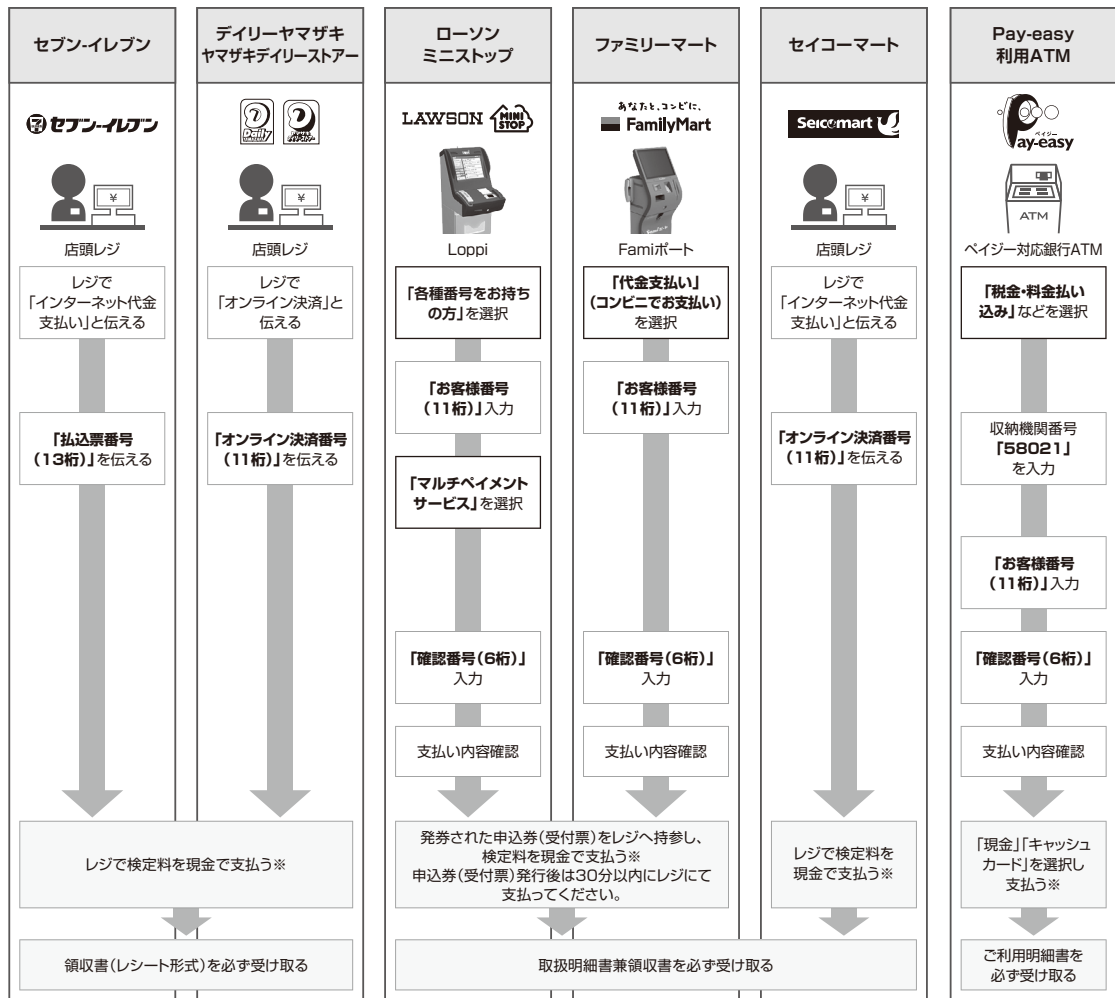 セブン-イレブン
デイリーヤマザキ
ヤマザキデイリーストアー
ローソン
ミニストップ
ファミリーマート
セイコーマート
Pay-easy
利用ATM
セブン-イレブン
Daily
LAWSON
MINI
STOP
あなたと、コンビに、
FamilyMart
Seicomart
ペイジー
Pay-easy
¥
¥
¥
ATM
店頭レジ
店頭レジ
Loppi
Famiポート
店頭レジ
ペイジー対応銀行ATM
レジで
「インターネット代金
支払い」と伝える
レジで
「オンライン決済」と
伝える
「各種番号をお持ち
の方」を選択
「代金支払い」
(コンビニでお支払い)
を選択
レジで
「インターネット代金
支払い」と伝える
「税金・料金払い
込み」などを選択
「お客様番号
(11桁)」入力
「お客様番号
(11桁)」入力
「払込票番号
(13桁)」を伝える
「オンライン決済番号
(11桁)」を伝える
「オンライン決済番号
(11桁)」を伝える
収納機関番号
「58021」
を入力
「マルチペイメント
サービス」を選択
「お客様番号
(11桁)」入力
「確認番号(6桁)」
入力
「確認番号(6桁)」
入力
「確認番号(6桁)」
入力
支払い内容確認
支払い内容確認
支払い内容確認
レジで検定料を現金で支払う※
発券された申込券(受付票)をレジへ持参し、
検定料を現金で支払う※
申込券(受付票)発行後は30分以内にレジにて
支払ってください。
レジで検定料を
現金で支払う※
「現金」「キャッシュ
カード」を選択し
支払う※
領収書(レシート形式)を必ず受け取る
取扱明細書兼領収書を必ず受け取る
ご利用明細書を
必ず受け取る